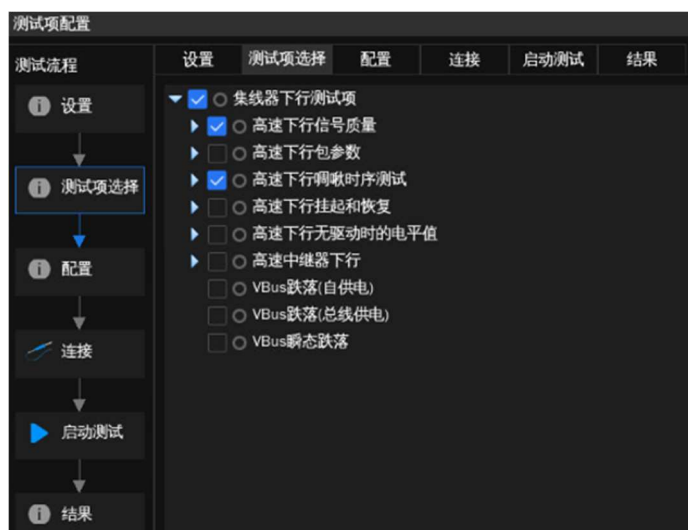 测试项配置
测试流程
设置
测试项选择
配置
连接
启动测试
结果
设置 测试项选择 配置 连接 启动测试 结果
集线器下行测试项
高速下行信号质量
高速下行包参数
高速下行啁啾时序测试
高速下行挂起和恢复
高速下行无驱动时的电平值
高速中继器下行
VBus跌落(自供电)
VBus跌落(总线供电)
VBus瞬态跌落